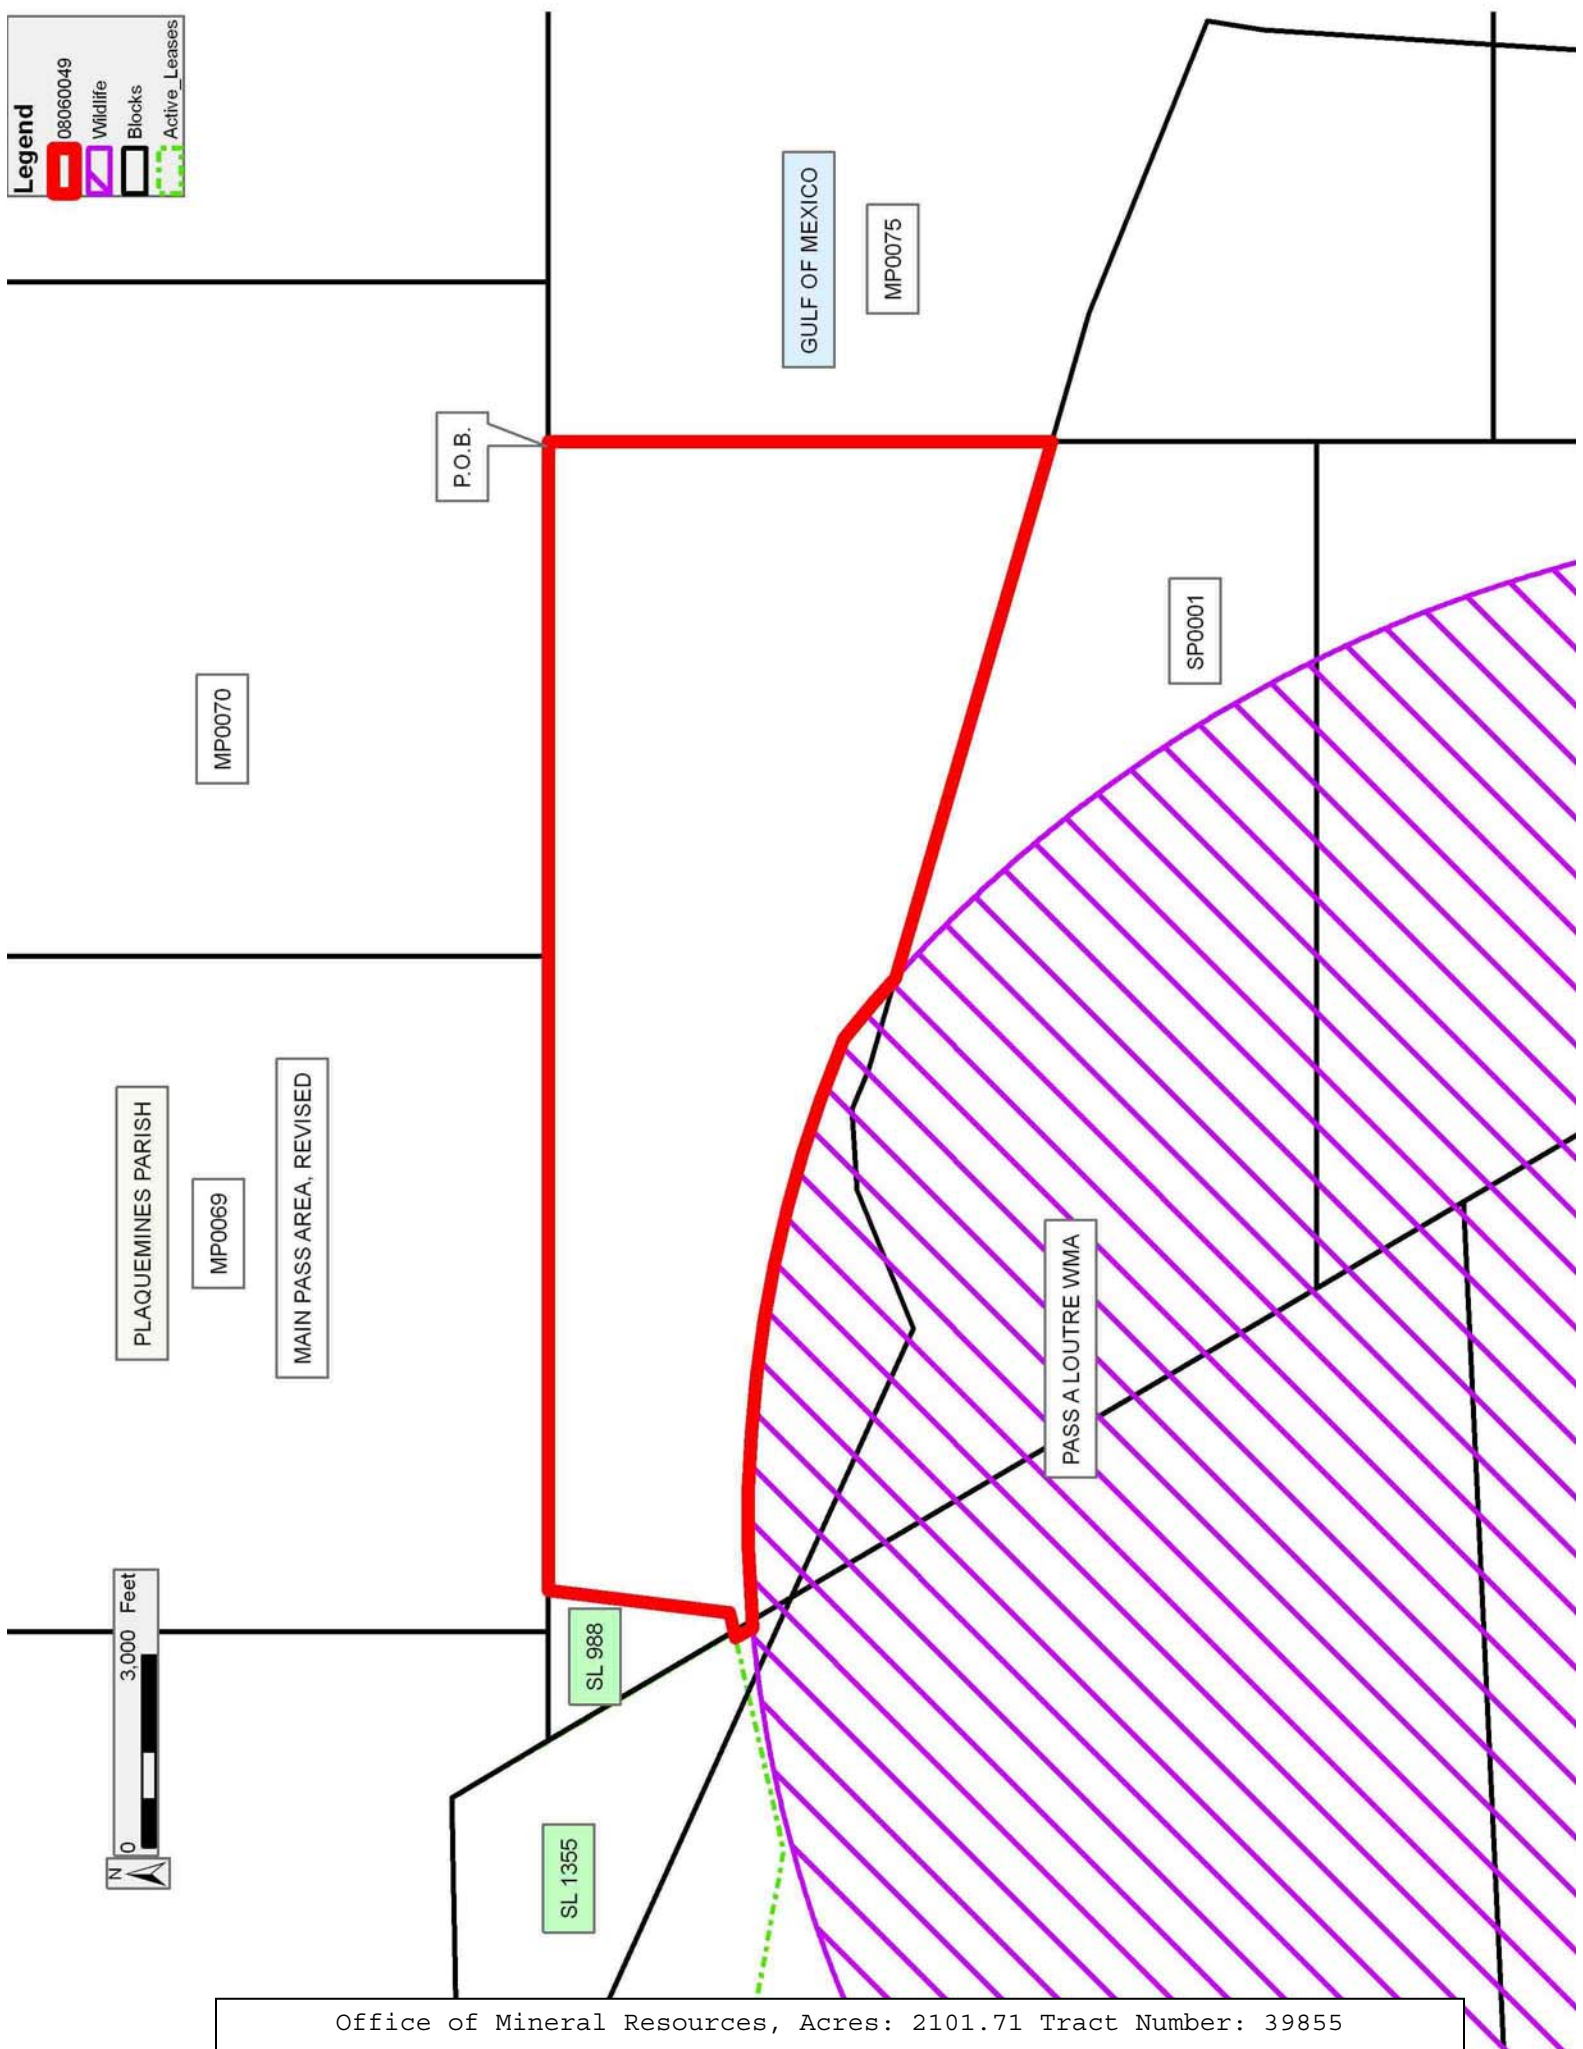 Legend
08060049
Wildlife
Blocks
Active_Leases
GULF OF MEXICO
MP0075
P.O.B.
MP0070
SP0001
PLAQUEMINES PARISH
MP0069
MAIN PASS AREA, REVISED
PASS A LOUTRE WMA
N
0 3,000 Feet
SL 988
SL 1355
Office of Mineral Resources, Acres: 2101.71 Tract Number: 39855